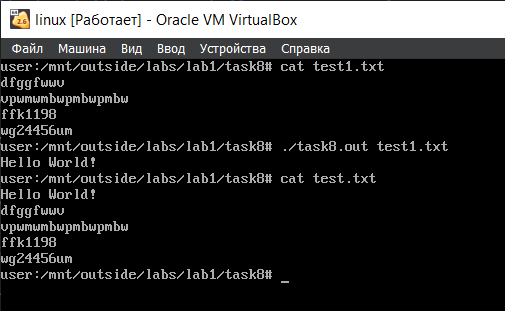 linux [Работает] - Oracle VM VirtualBox
Файл Машина Вид Ввод Устройства Справка
user:/mnt/outside/labs/lab1/task8# cat test1.txt
dfggfwwv
vpwmwmbwpmbwpmbw
ffk1198
wg24456um
user:/mnt/outside/labs/lab1/task8# ./task8.out test1.txt
Hello World!
user:/mnt/outside/labs/lab1/task8# cat test.txt
Hello World!
dfggfwwv
vpwmwmbwpmbwpmbw
ffk1198
wg24456um
user:/mnt/outside/labs/lab1/task8# _